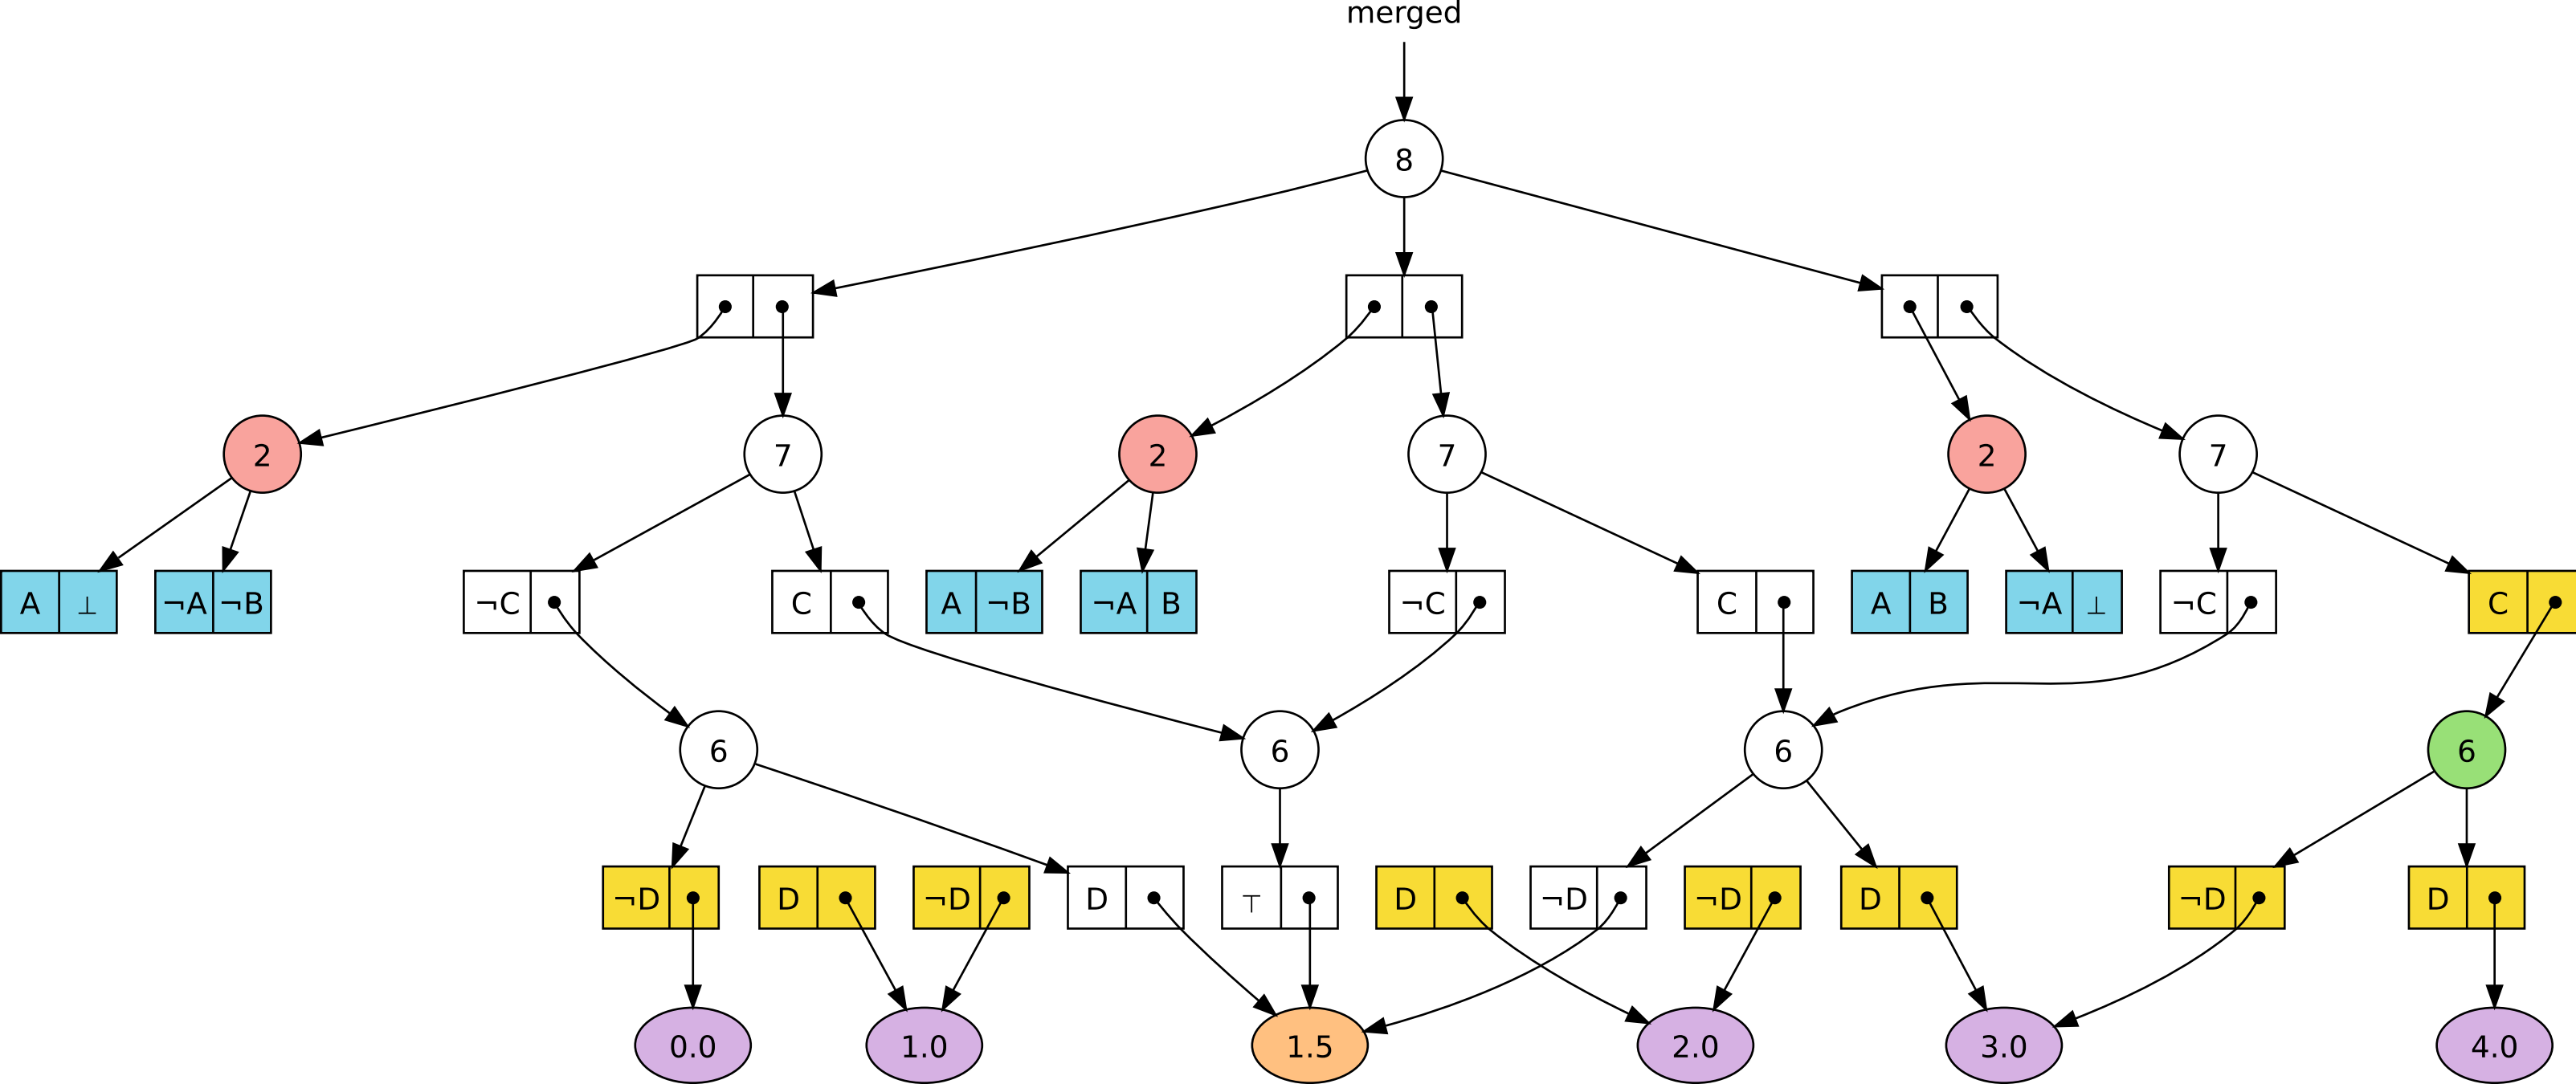 merged
8
2 7 2 7 2 7
A ⊥ ¬A ¬B ¬C C A ¬B ¬A B ¬C C A B ¬A ⊥ ¬C C
6 6 6 6
¬D D ¬D D ⊤ D ¬D ¬D D ¬D D
0.0 1.0 1.5 2.0 3.0 4.0